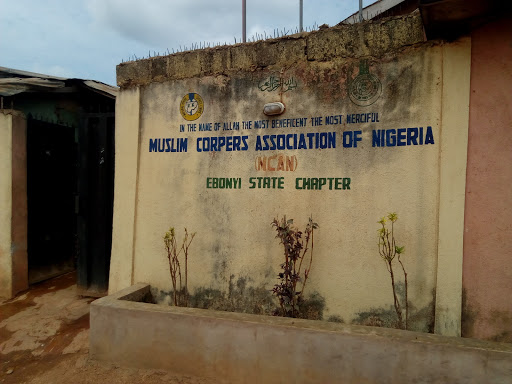 IN THE NAME OF ALLAH THE MOST BENEFICENT THE MOST MERCIFUL
MUSLIM CORPERS ASSOCIATION OF NIGERIA
(MCAN)
EBONYI STATE CHAPTER